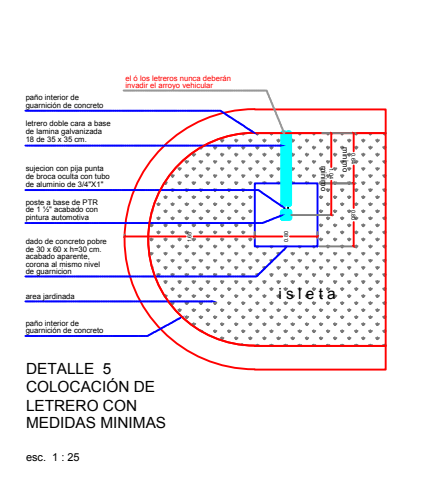 el ó los letreros nunca deberán
invadir el arroyo vehicular
paño interior de
guarnición de concreto
letrero doble cara a base
de lamina galvanizada
18 de 35 x 35 cm.
sujecion con pija punta
de broca oculta con tubo
de aluminio de 3/4"X1"
poste a base de PTR
de 1 ½" acabado con
pintura automotiva
dado de concreto pobre
de 30 x 60 x h=30 cm.
acabado aparente,
corona al mismo nivel
de guarnicion
area jardinada
paño interior de
guarnición de concreto
minimo
minimo
isleta
DETALLE 5
COLOCACIÓN DE
LETRERO CON
MEDIDAS MINIMAS
esc. 1 : 25